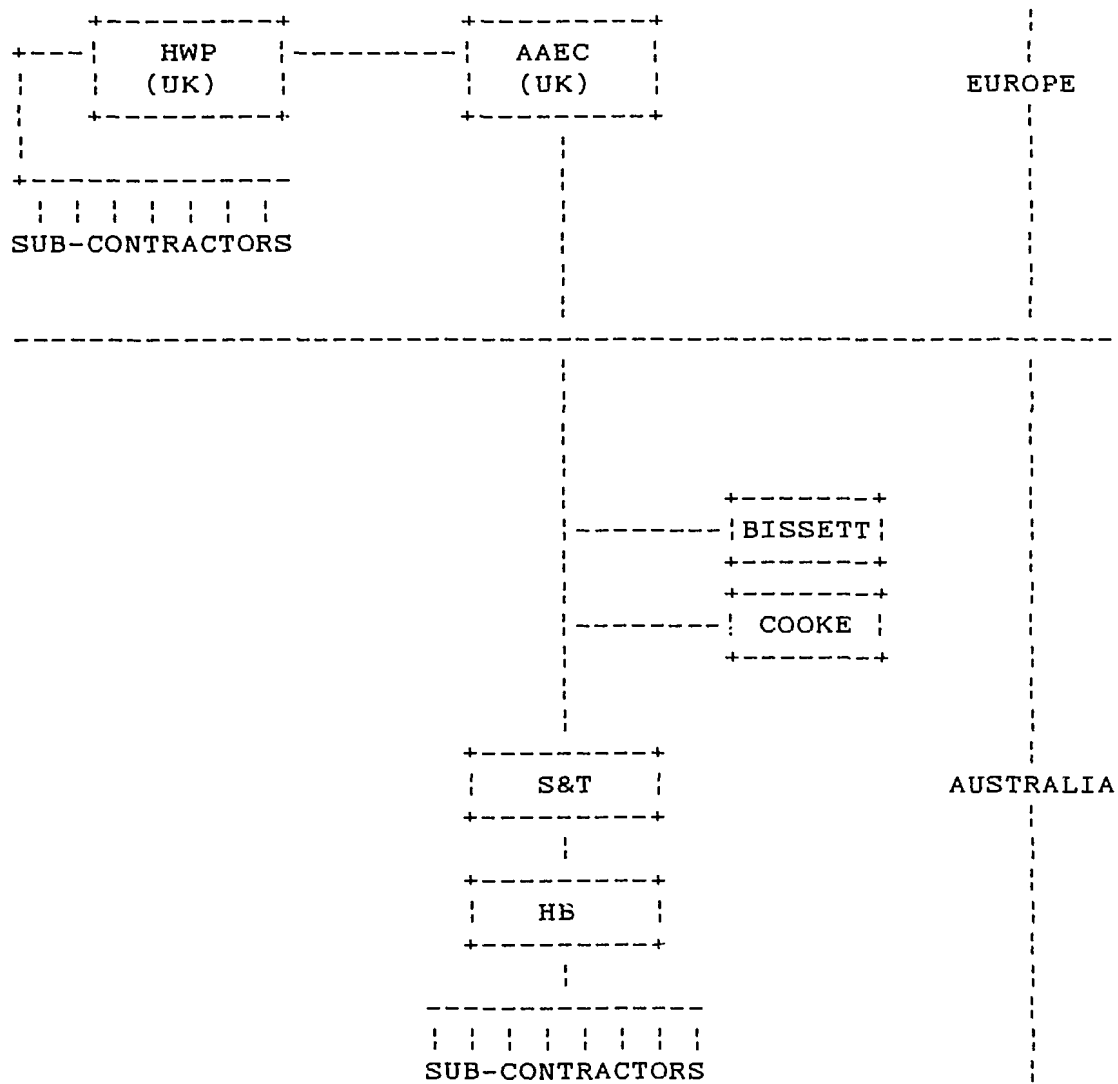 HWP AAEC
(UK) (UK) EUROPE
SUB-CONTRACTORS
BISSETT
COOKE
S&T AUSTRALIA
HB
SUB-CONTRACTORS